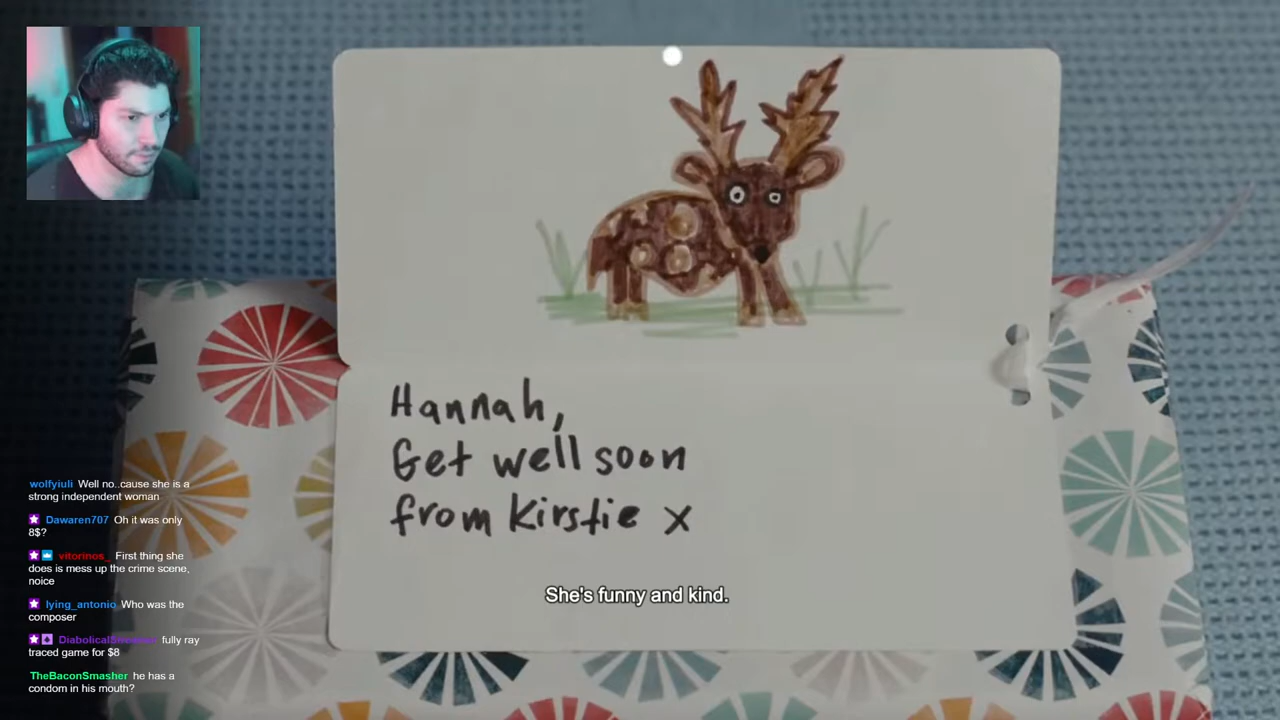 Hannah,
Get well soon
from Kirstie x
She's funny and kind.
wolfyiuli Well no..cause she is a
strong independent woman
Dawaren707 Oh it was only
8$?
vitorinos_ First thing she
does is mess up the crime scene,
noice
lying_antonio Who was the
composer
fully ray
traced game for $8
TheBaconSmasher he has a
condom in his mouth?